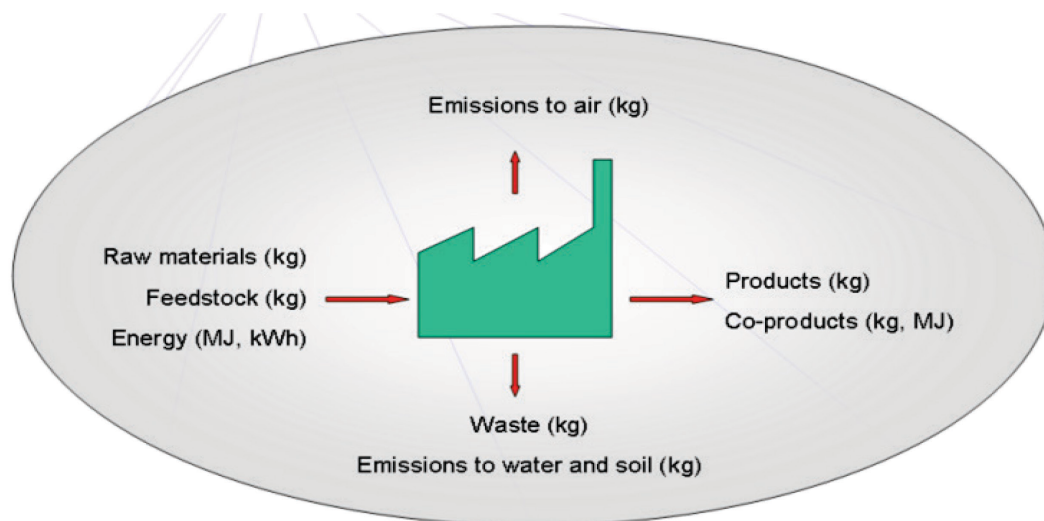 Emissions to air (kg)
Raw materials (kg)
Feedstock (kg)
Energy (MJ, kWh)
Products (kg)
Co-products (kg, MJ)
Waste (kg)
Emissions to water and soil (kg)